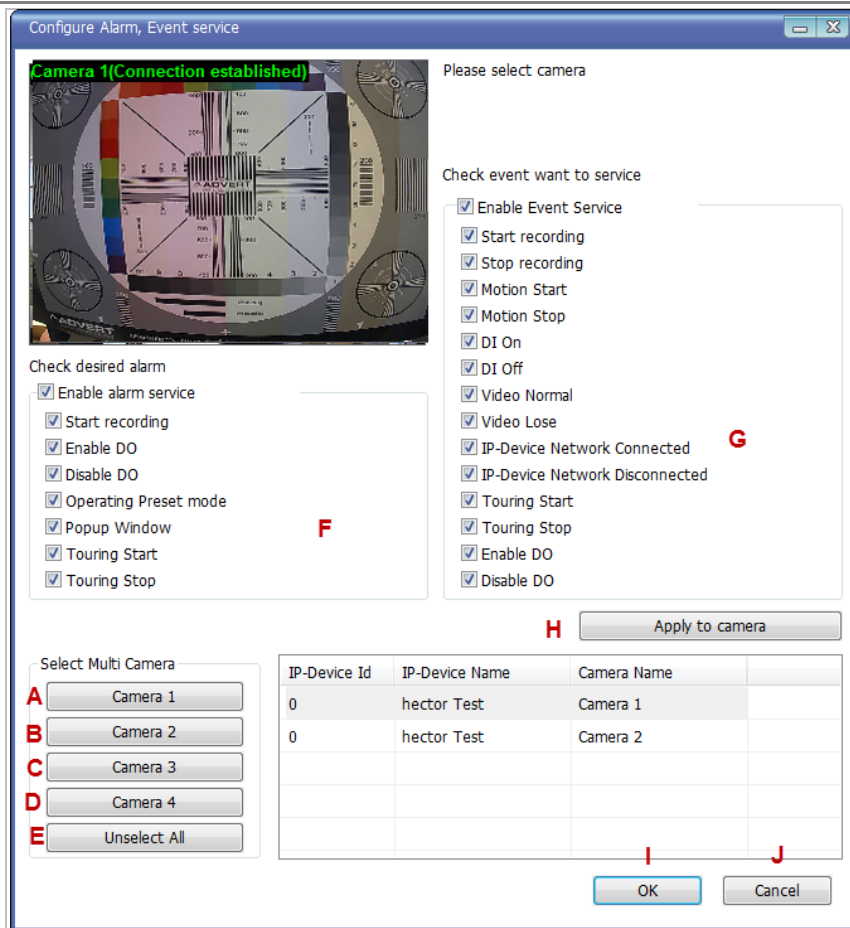 Configure Alarm, Event service
Camera 1(Connection established)
ADVERT
200
ADVERT
Please select camera
Check event want to service
Enable Event Service
Start recording
Stop recording
Motion Start
Motion Stop
DI On
DI Off
Video Normal
Video Lose
IP-Device Network Connected
G
IP-Device Network Disconnected
Touring Start
Touring Stop
Enable DO
Disable DO
Check desired alarm
Enable alarm service
Start recording
Enable DO
Disable DO
Operating Preset mode
Popup Window
F
Touring Start
Touring Stop
H Apply to camera
Select Multi Camera
A Camera 1
B Camera 2
C Camera 3
D Camera 4
E Unselect All
IP-Device Id IP-Device Name Camera Name
0 hector Test Camera 1
0 hector Test Camera 2
I J
OK Cancel